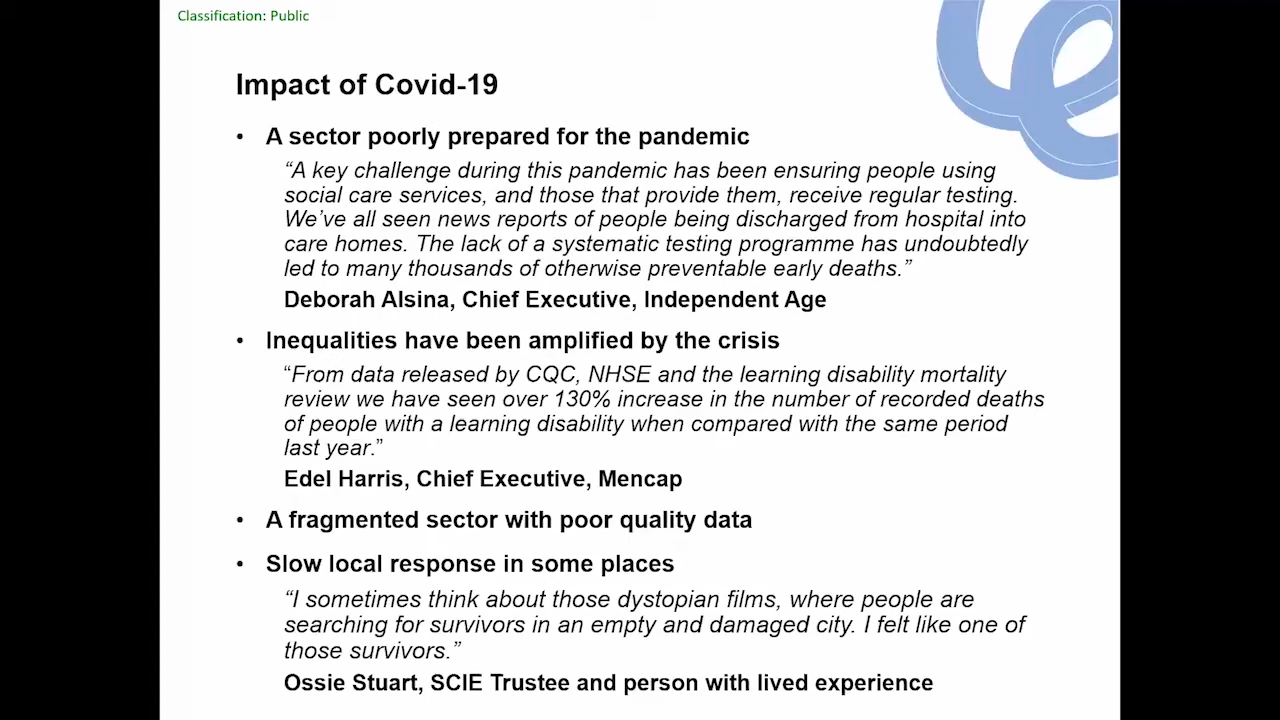 Classification: Public
Impact of Covid-19
• A sector poorly prepared for the pandemic
“A key challenge during this pandemic has been ensuring people using
social care services, and those that provide them, receive regular testing.
We’ve all seen news reports of people being discharged from hospital into
care homes. The lack of a systematic testing programme has undoubtedly
led to many thousands of otherwise preventable early deaths.”
Deborah Alsina, Chief Executive, Independent Age
• Inequalities have been amplified by the crisis
“From data released by CQC, NHSE and the learning disability mortality
review we have seen over 130% increase in the number of recorded deaths
of people with a learning disability when compared with the same period
last year.”
Edel Harris, Chief Executive, Mencap
• A fragmented sector with poor quality data
• Slow local response in some places
“I sometimes think about those dystopian films, where people are
searching for survivors in an empty and damaged city. I felt like one of
those survivors.”
Ossie Stuart, SCIE Trustee and person with lived experience